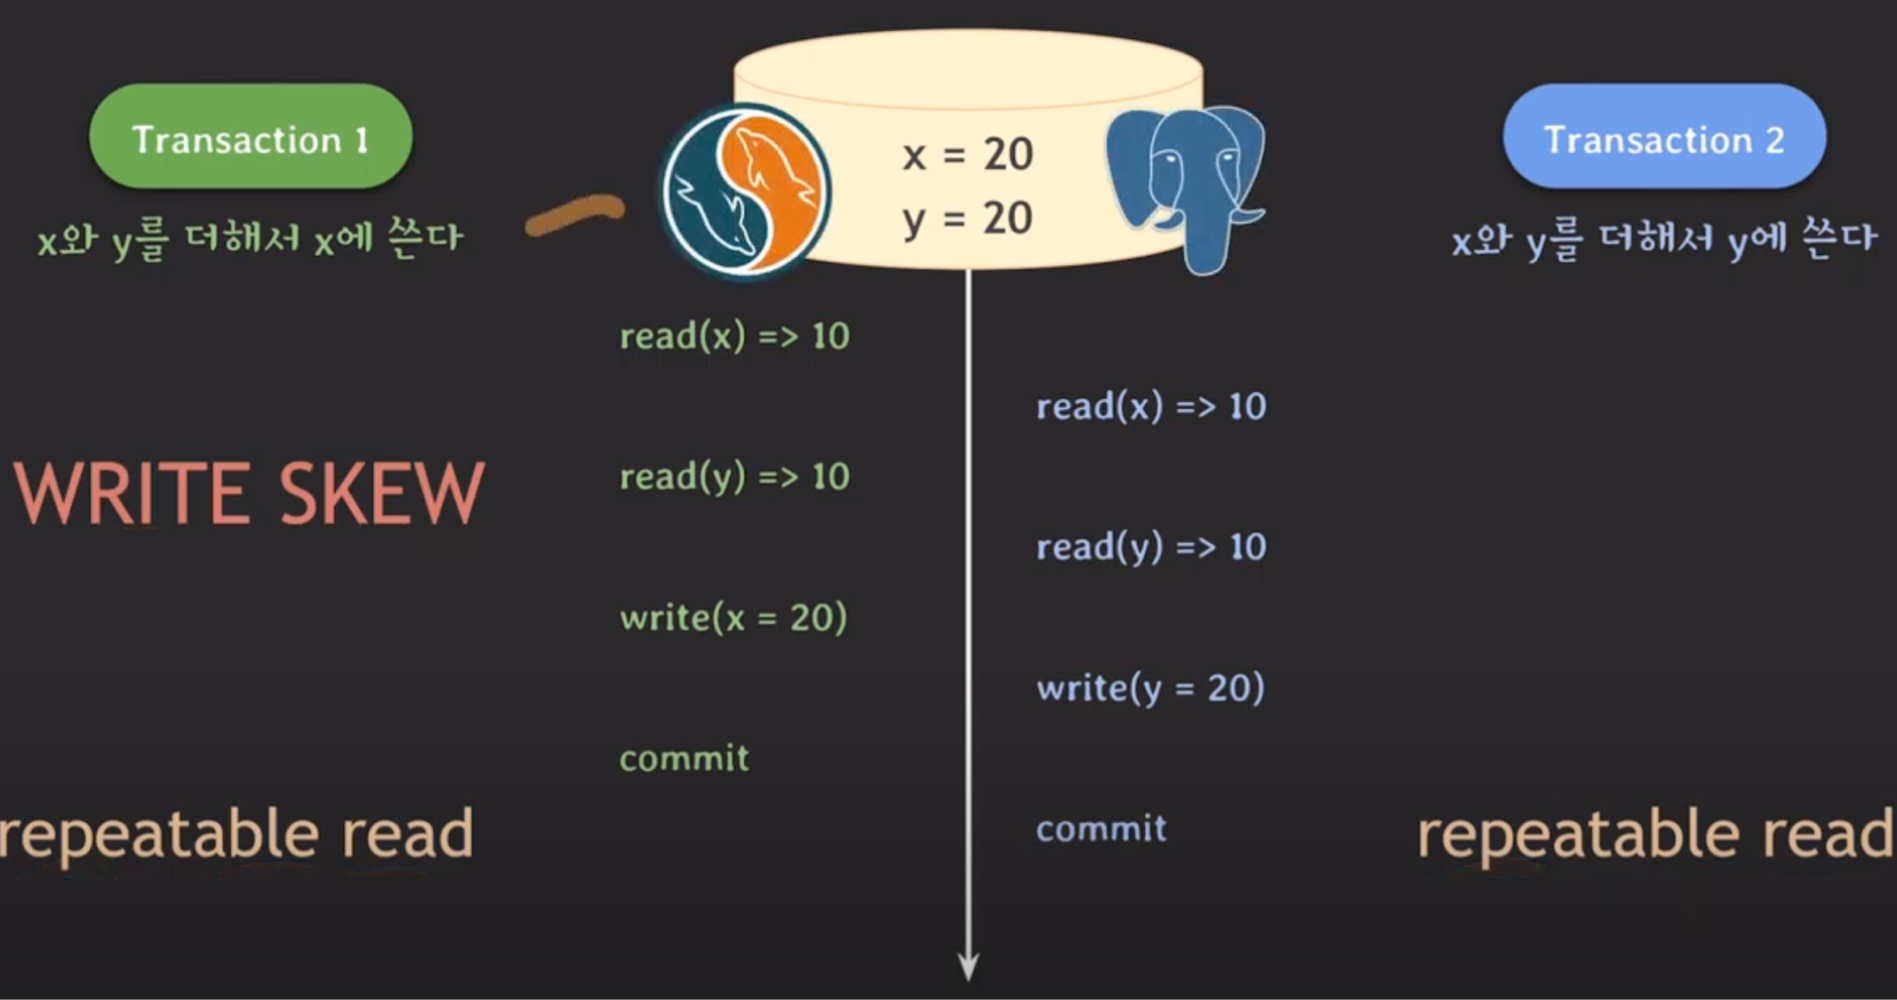 Transaction 1
x와 y를 더해서 x에 쓴다
x = 20
y = 20
Transaction 2
x와 y를 더해서 y에 쓴다
read(x) => 10
read(x) => 10
WRITE SKEW
read(y) => 10
read(y) => 10
write(x = 20)
write(y = 20)
commit
commit
repeatable read
repeatable read